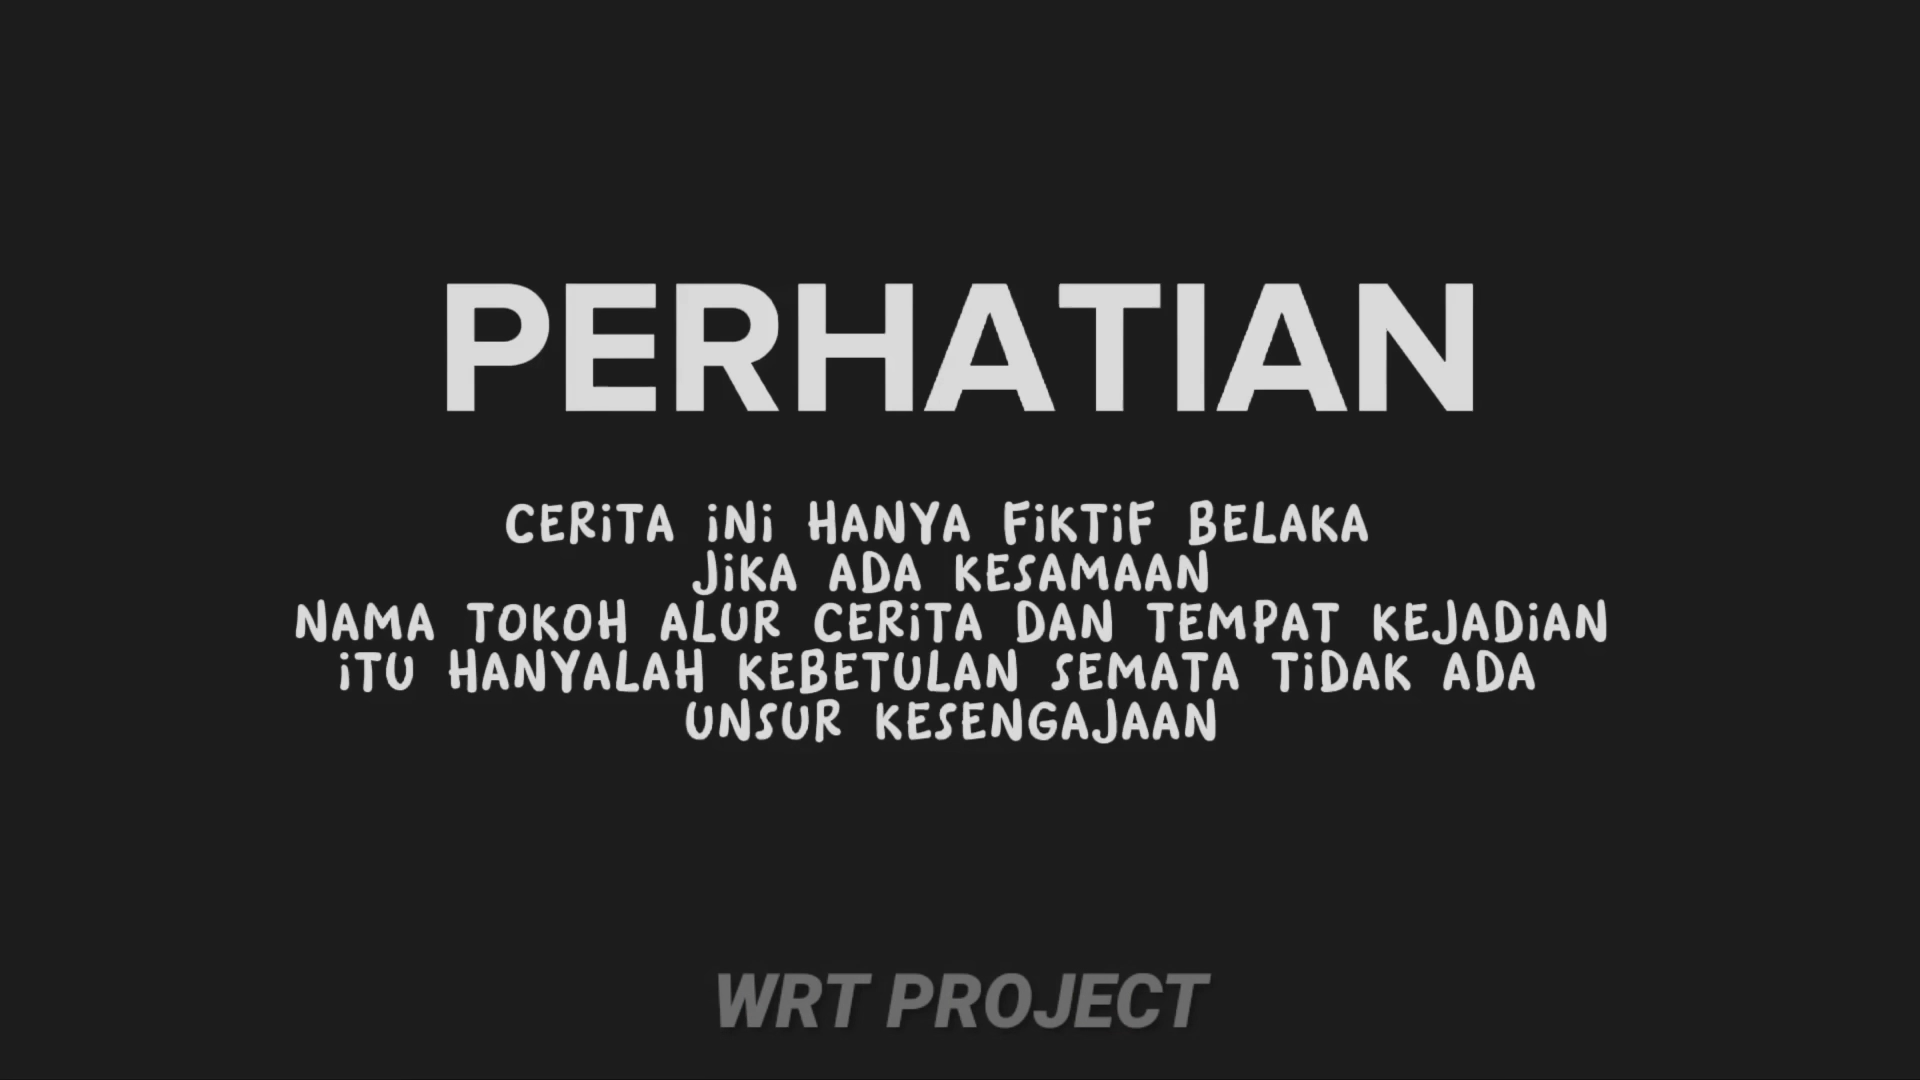 PERHATIAN
CERiTA iNi HANYA FiKTiF BELAKA
JiKA ADA KESAMAAN
NAMA TOKOH ALUR CERiTA DAN TEMPAT KEJADiAN
iTU HANYALAH KEBETULAN SEMATA TiDAK ADA
UNSUR KESENGAJAAN
WRT PROJECT